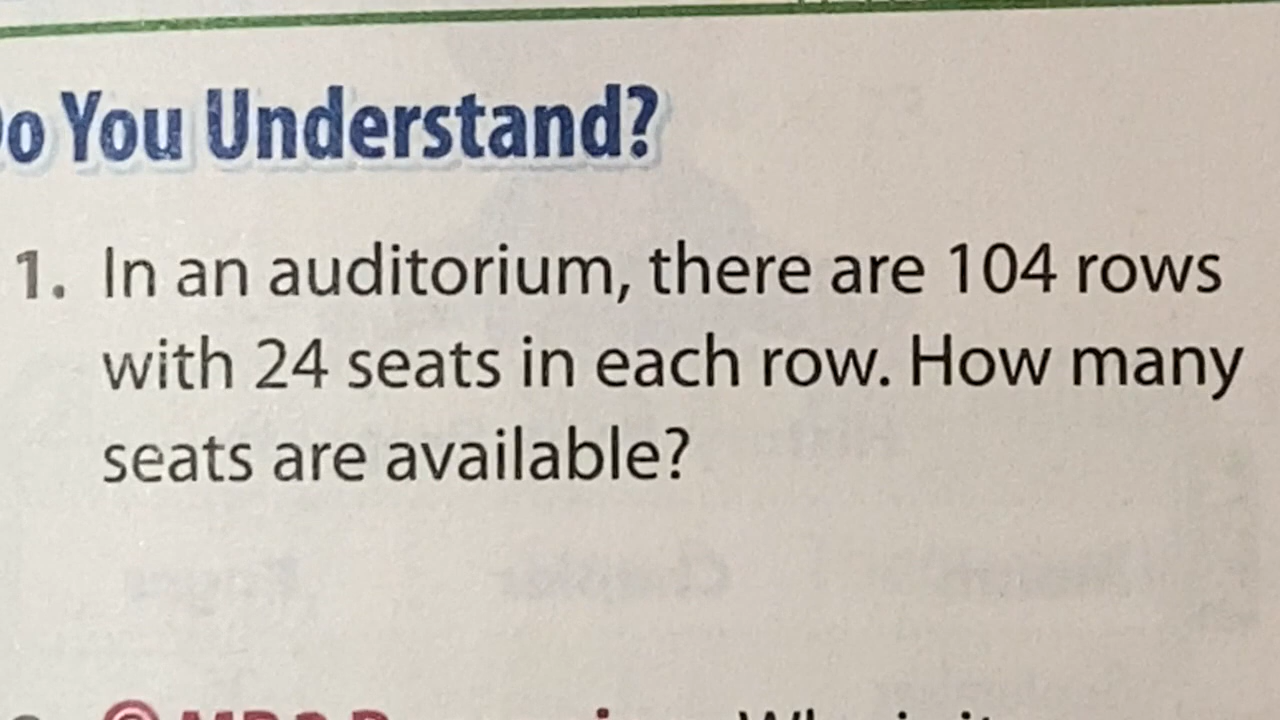 Do You Understand?
1. In an auditorium, there are 104 rows
with 24 seats in each row. How many
seats are available?